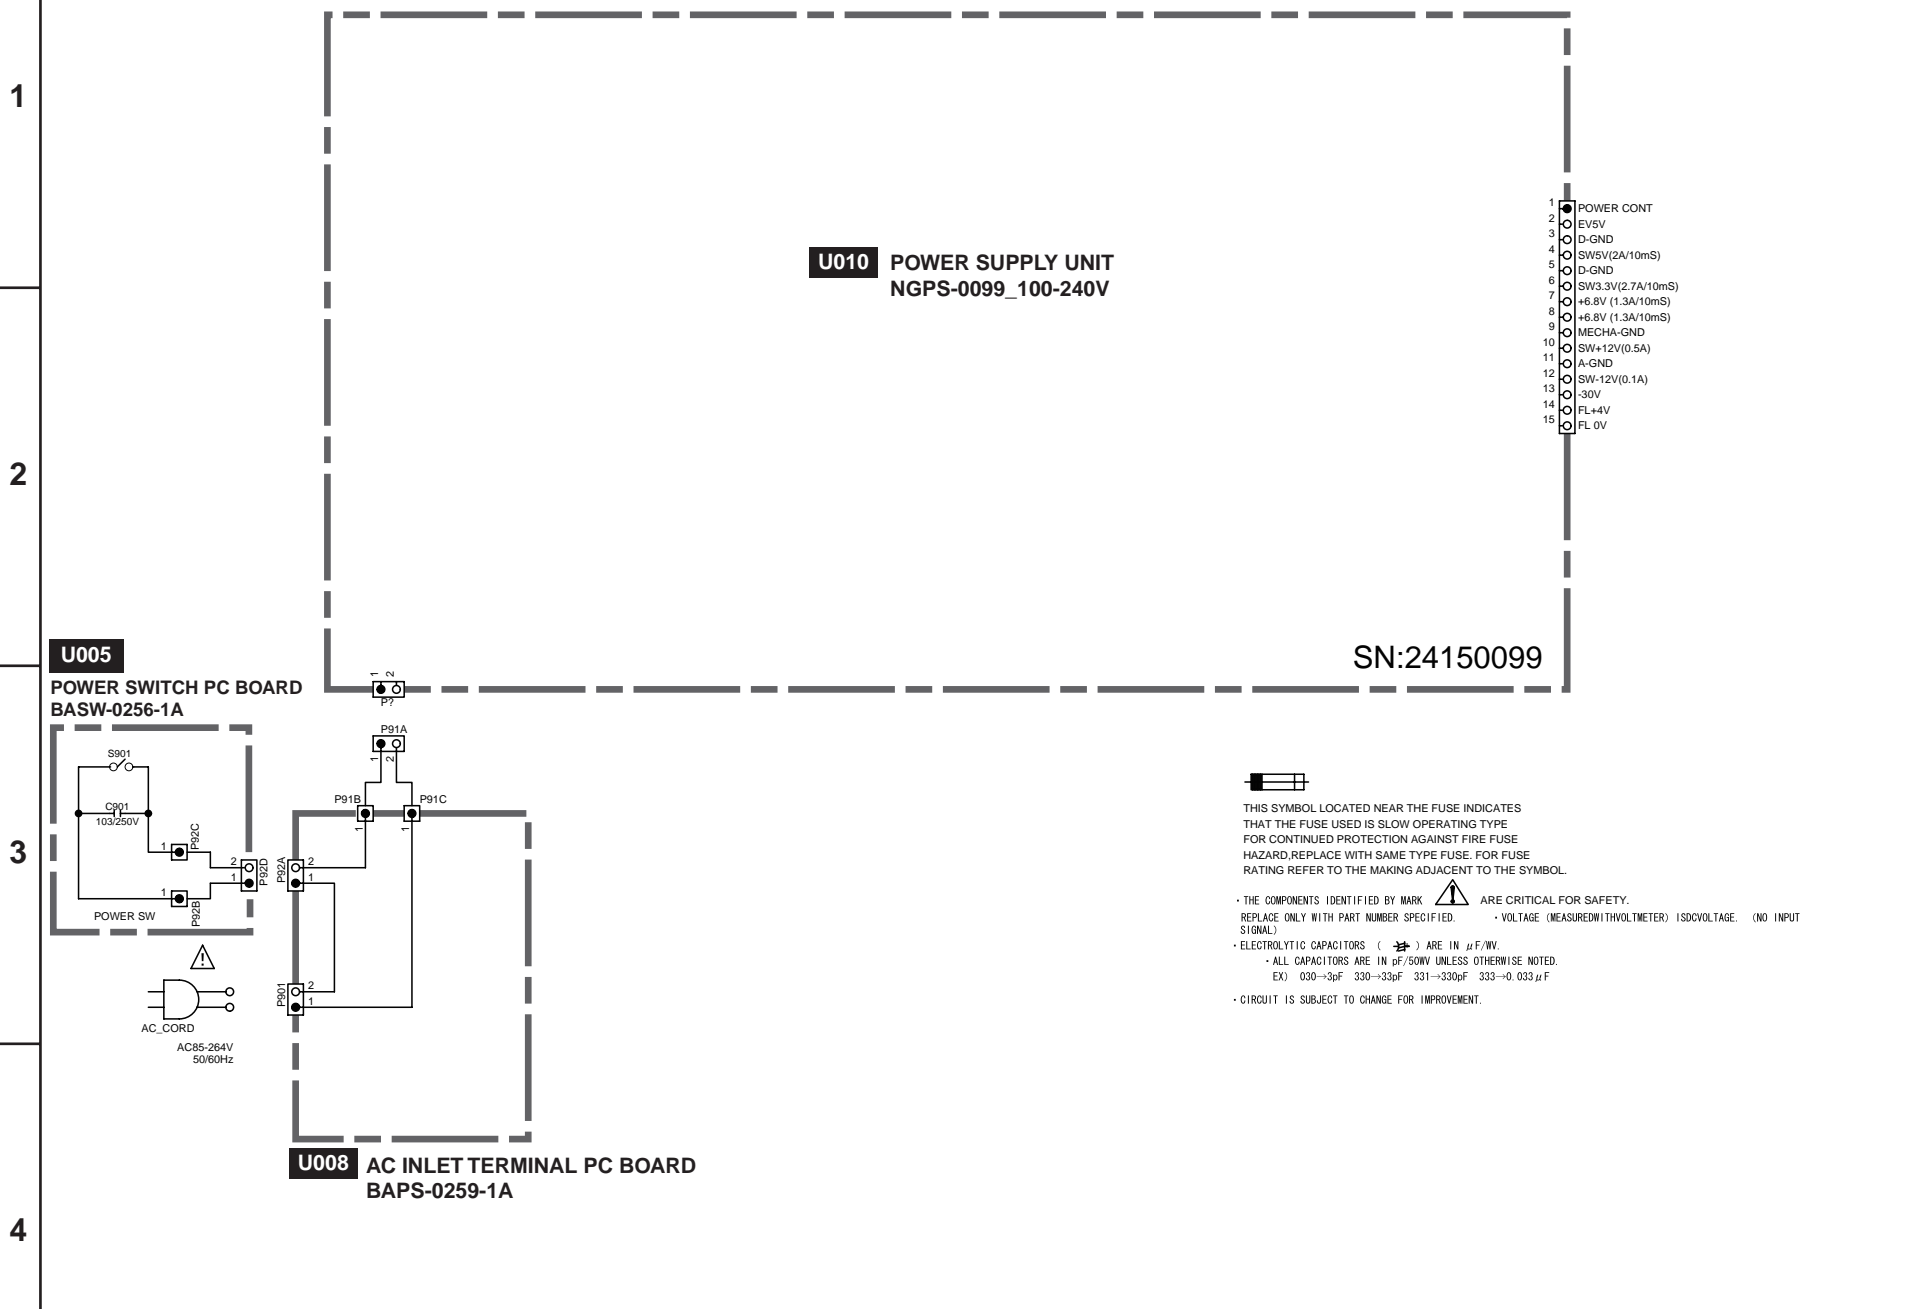 1
2
3
4
U010
POWER SUPPLY UNIT
NGPS-0099_100-240V
1 POWER CONT
2 EV5V
3 D-GND
4 SW5V(2A/10mS)
5 D-GND
6 SW3.3V(2.7A/10mS)
7 +6.8V (1.3A/10mS)
8 +6.8V (1.3A/10mS)
9 MECHA-GND
10 SW+12V(0.5A)
11 A-GND
12 SW-12V(0.1A)
13 -30V
14 FL+4V
15 FL 0V
SN:24150099
U005
POWER SWITCH PC BOARD
BASW-0256-1A
1 2
P?
P91A
1 2
S901
C901
103/250V
P92C
1
1
P92B
POWER SW
2
1
P92D
P91B
P91C
1
1
P92A
2
1
P901
2
1
AC_CORD
AC85-264V
50/60Hz
U008
AC INLET TERMINAL PC BOARD
BAPS-0259-1A
THIS SYMBOL LOCATED NEAR THE FUSE INDICATES
THAT THE FUSE USED IS SLOW OPERATING TYPE
FOR CONTINUED PROTECTION AGAINST FIRE FUSE
HAZARD,REPLACE WITH SAME TYPE FUSE. FOR FUSE
RATING REFER TO THE MAKING ADJACENT TO THE SYMBOL.
・THE COMPONENTS IDENTIFIED BY MARK ! ARE CRITICAL FOR SAFETY.
REPLACE ONLY WITH PART NUMBER SPECIFIED. ・VOLTAGE (MEASUREDWITHVOLTMETER) ISDCVOLTAGE. (NO INPUT
SIGNAL)
・ELECTROLYTIC CAPACITORS ( ) ARE IN μF/WV.
・ALL CAPACITORS ARE IN pF/50WV UNLESS OTHERWISE NOTED.
EX) 030→3pF 330→33pF 331→330pF 333→0.033μF
・CIRCUIT IS SUBJECT TO CHANGE FOR IMPROVEMENT.